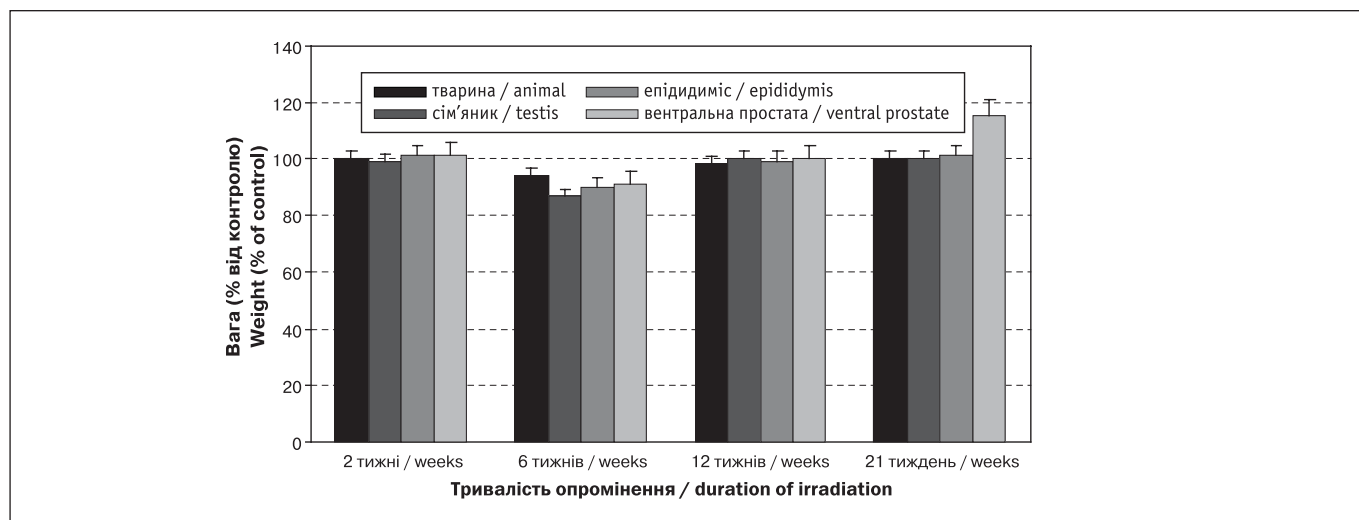 140
120
100
80
60
40
20
0
Вага (% від контролю)
Weight (% of control)
тварина / animal
сім’яник / testis
епідидиміс / epididymis
вентральна простата / ventral prostate
2 тижні / weeks
6 тижнів / weeks
12 тижнів / weeks
21 тиждень / weeks
Тривалість опромінення / duration of irradiation